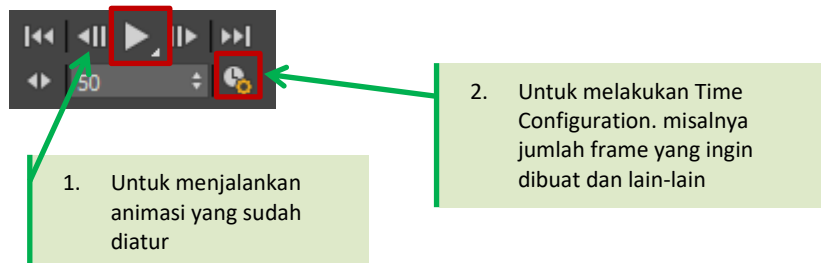 50
2. Untuk melakukan Time
Configuration. misalnya
jumlah frame yang ingin
dibuat dan lain-lain
1. Untuk menjalankan
animasi yang sudah
diatur